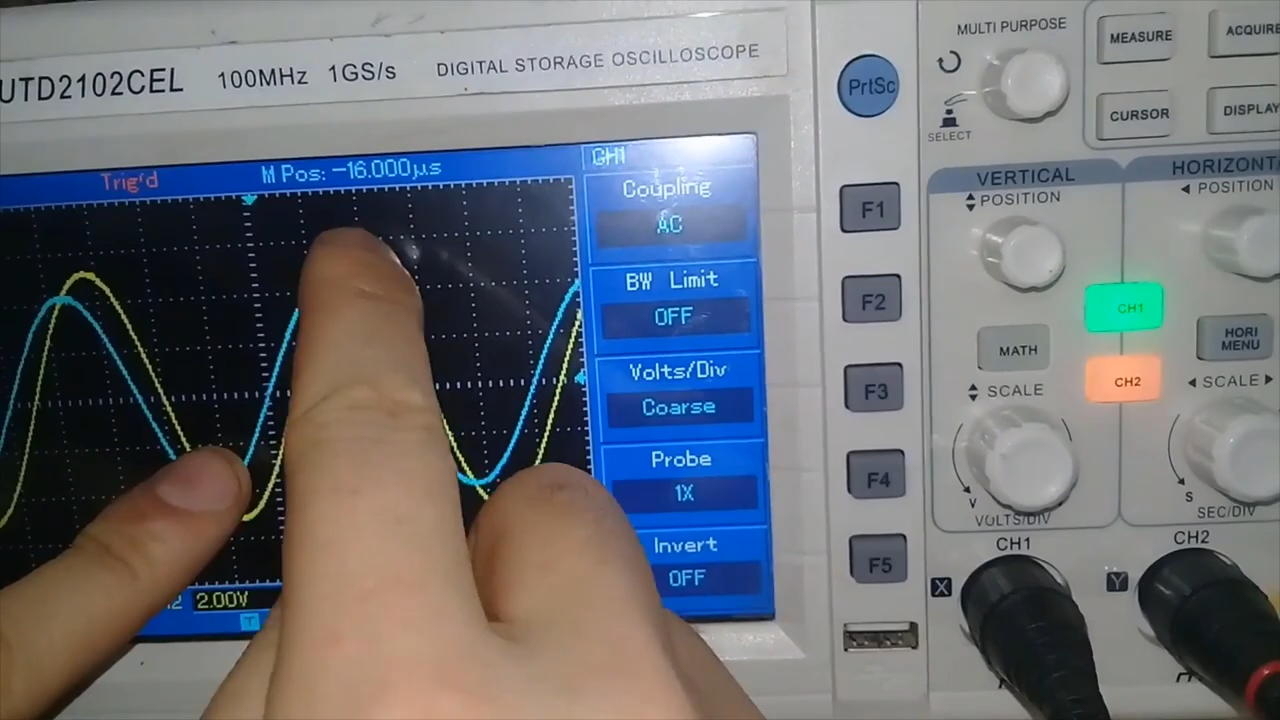 UTD2102CEL 100MHz 1GS/s DIGITAL STORAGE OSCILLOSCOPE
Trig'd M Pos: -16.000µs CH1
Coupling
AC
BW Limit
OFF
Volts/Div
Coarse
Probe
1X
Invert
OFF
2.00V
T
PrtSc
F1
F2
F3
F4
F5
MULTI PURPOSE
SELECT
MEASURE
ACQUIRE
CURSOR
DISPLAY
VERTICAL
POSITION
CH1
CH2
MATH
SCALE
V
VOLTS/DIV
POSITION
HORI
MENU
SCALE
S
SEC/DIV
CH1
CH2
X
Y